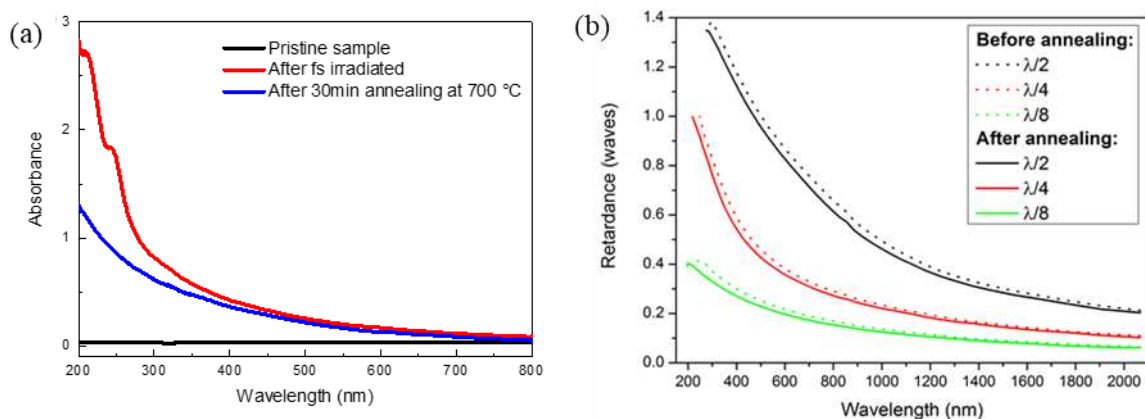 (a)
3
2
1
0
Absorbance
Pristine sample
After fs irradiated
After 30min annealing at 700 °C
200 300 400 500 600 700 800
Wavelength (nm)
(b)
1.4
1.2
1.0
0.8
0.6
0.4
0.2
0.0
Retardance (waves)
Before annealing:
λ/2
λ/4
λ/8
After annealing:
λ/2
λ/4
λ/8
200 400 600 800 1000 1200 1400 1600 1800 2000
Wavelength (nm)